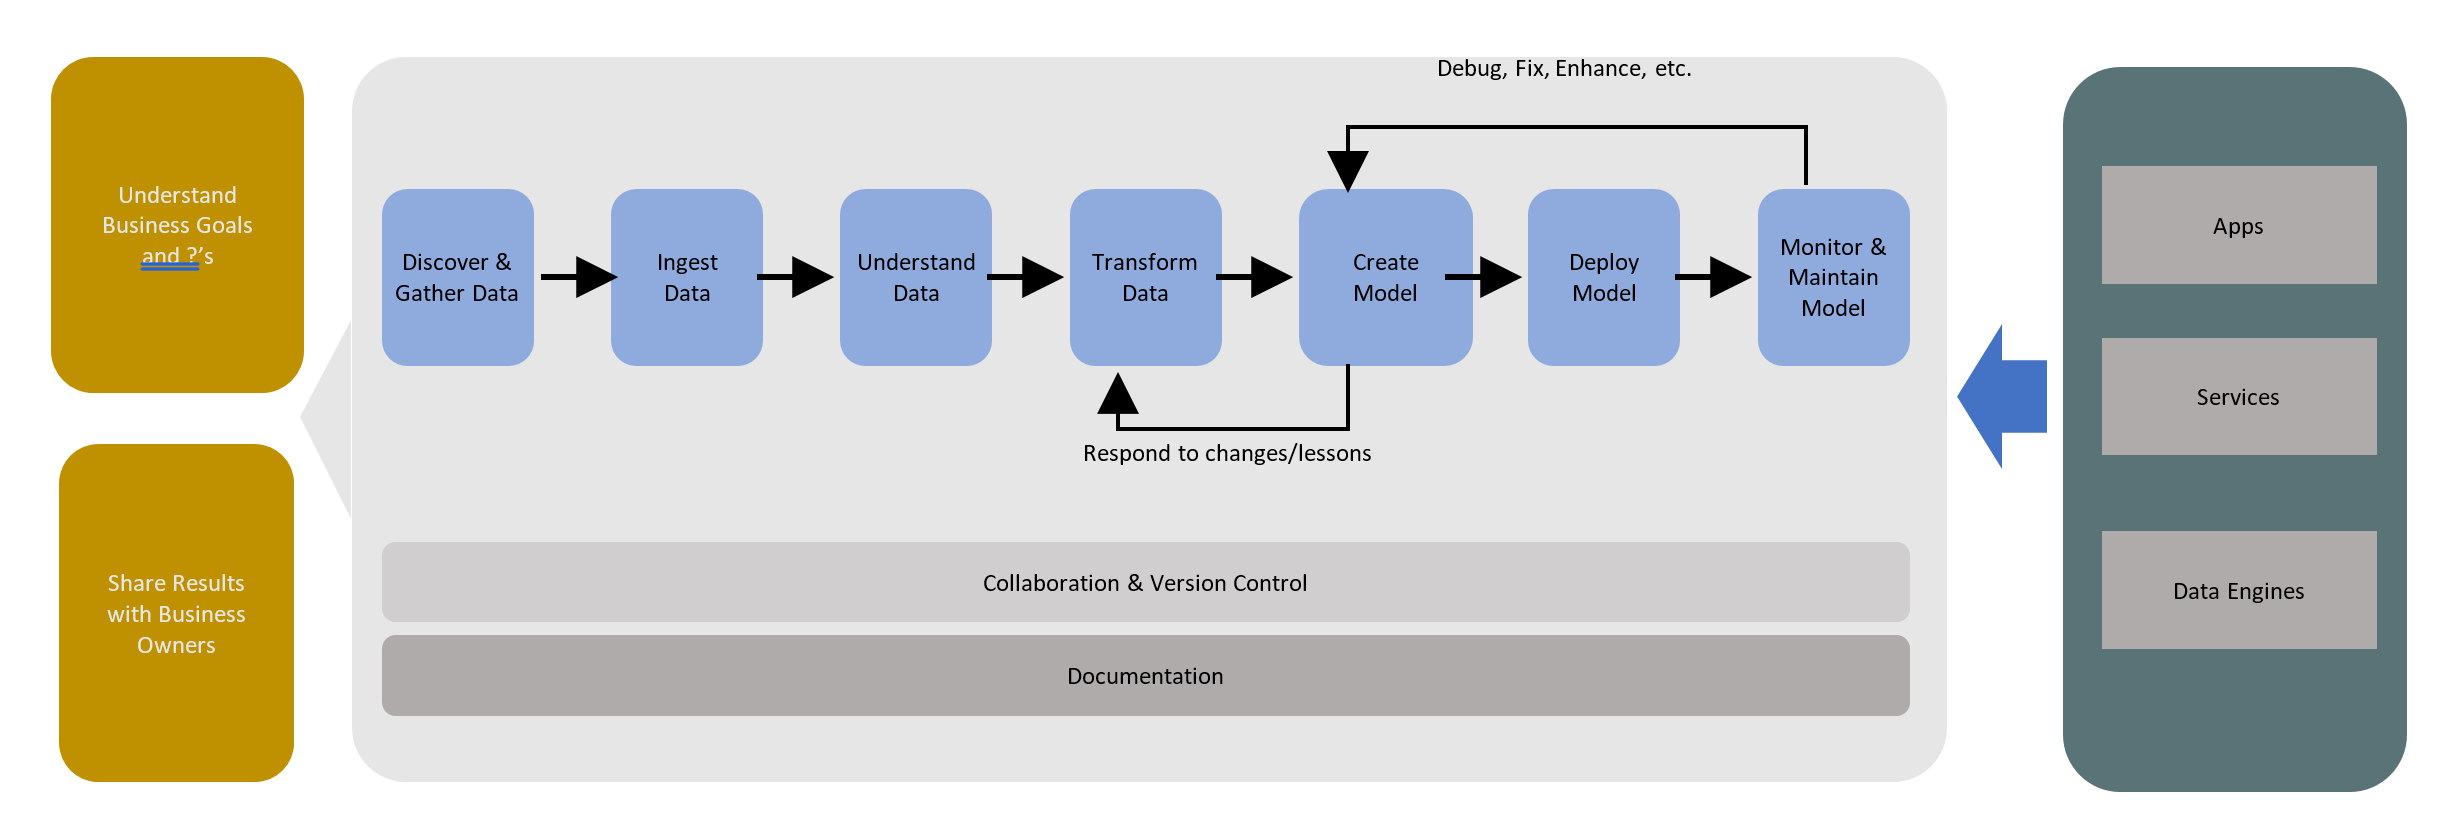 Debug, Fix, Enhance, etc.
Understand
Business Goals
and ?’s
Discover &
Gather Data
Ingest
Data
Understand
Data
Transform
Data
Create
Model
Deploy
Model
Monitor &
Maintain
Model
Respond to changes/lessons
Share Results
with Business
Owners
Collaboration & Version Control
Documentation
Apps
Services
Data Engines